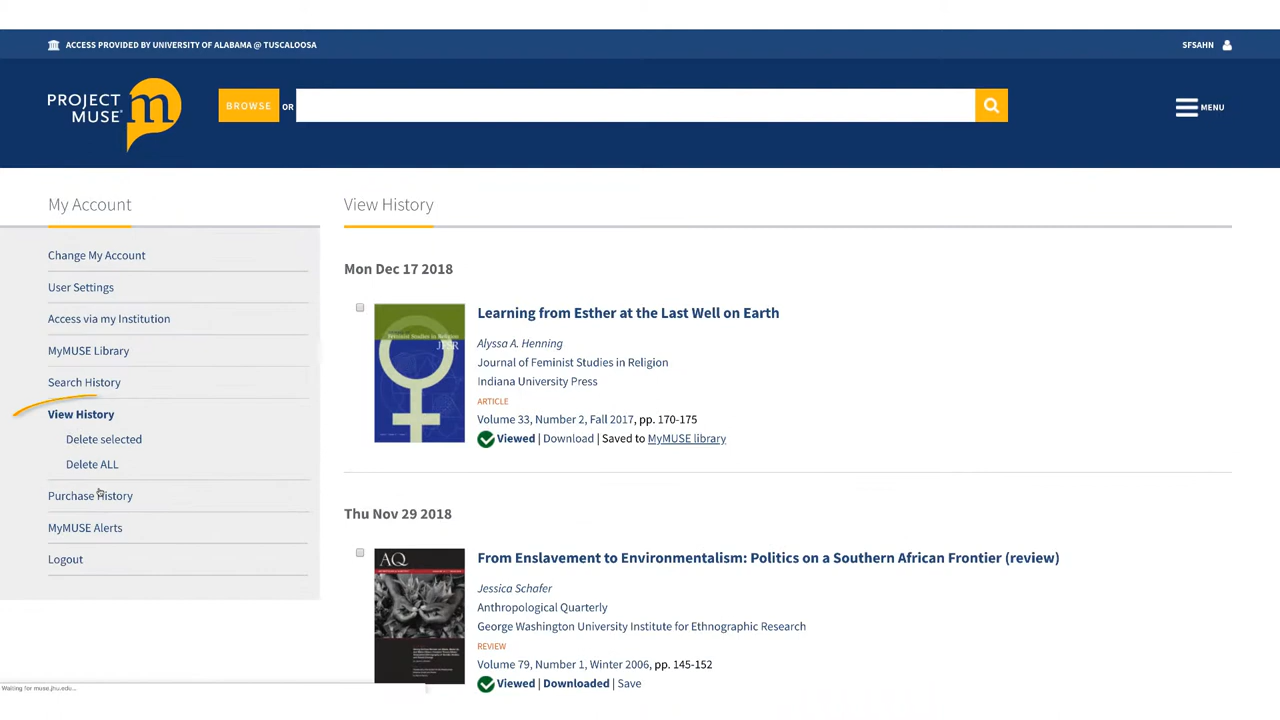 ACCESS PROVIDED BY UNIVERSITY OF ALABAMA @ TUSCALOOSA
SFSAHN
PROJECT MUSE
m
BROWSE OR
MENU
My Account
Change My Account
User Settings
Access via my Institution
MyMUSE Library
Search History
View History
Delete selected
Delete ALL
Purchase History
MyMUSE Alerts
Logout
View History
Mon Dec 17 2018
JFSR
Learning from Esther at the Last Well on Earth
Alyssa A. Henning
Journal of Feminist Studies in Religion
Indiana University Press
ARTICLE
Volume 33, Number 2, Fall 2017, pp. 170-175
Viewed | Download | Saved to MyMUSE library
Thu Nov 29 2018
AQ
From Enslavement to Environmentalism: Politics on a Southern African Frontier (review)
Jessica Schafer
Anthropological Quarterly
George Washington University Institute for Ethnographic Research
REVIEW
Volume 79, Number 1, Winter 2006, pp. 145-152
Viewed | Downloaded | Save
Waiting for muse.jhu.edu...